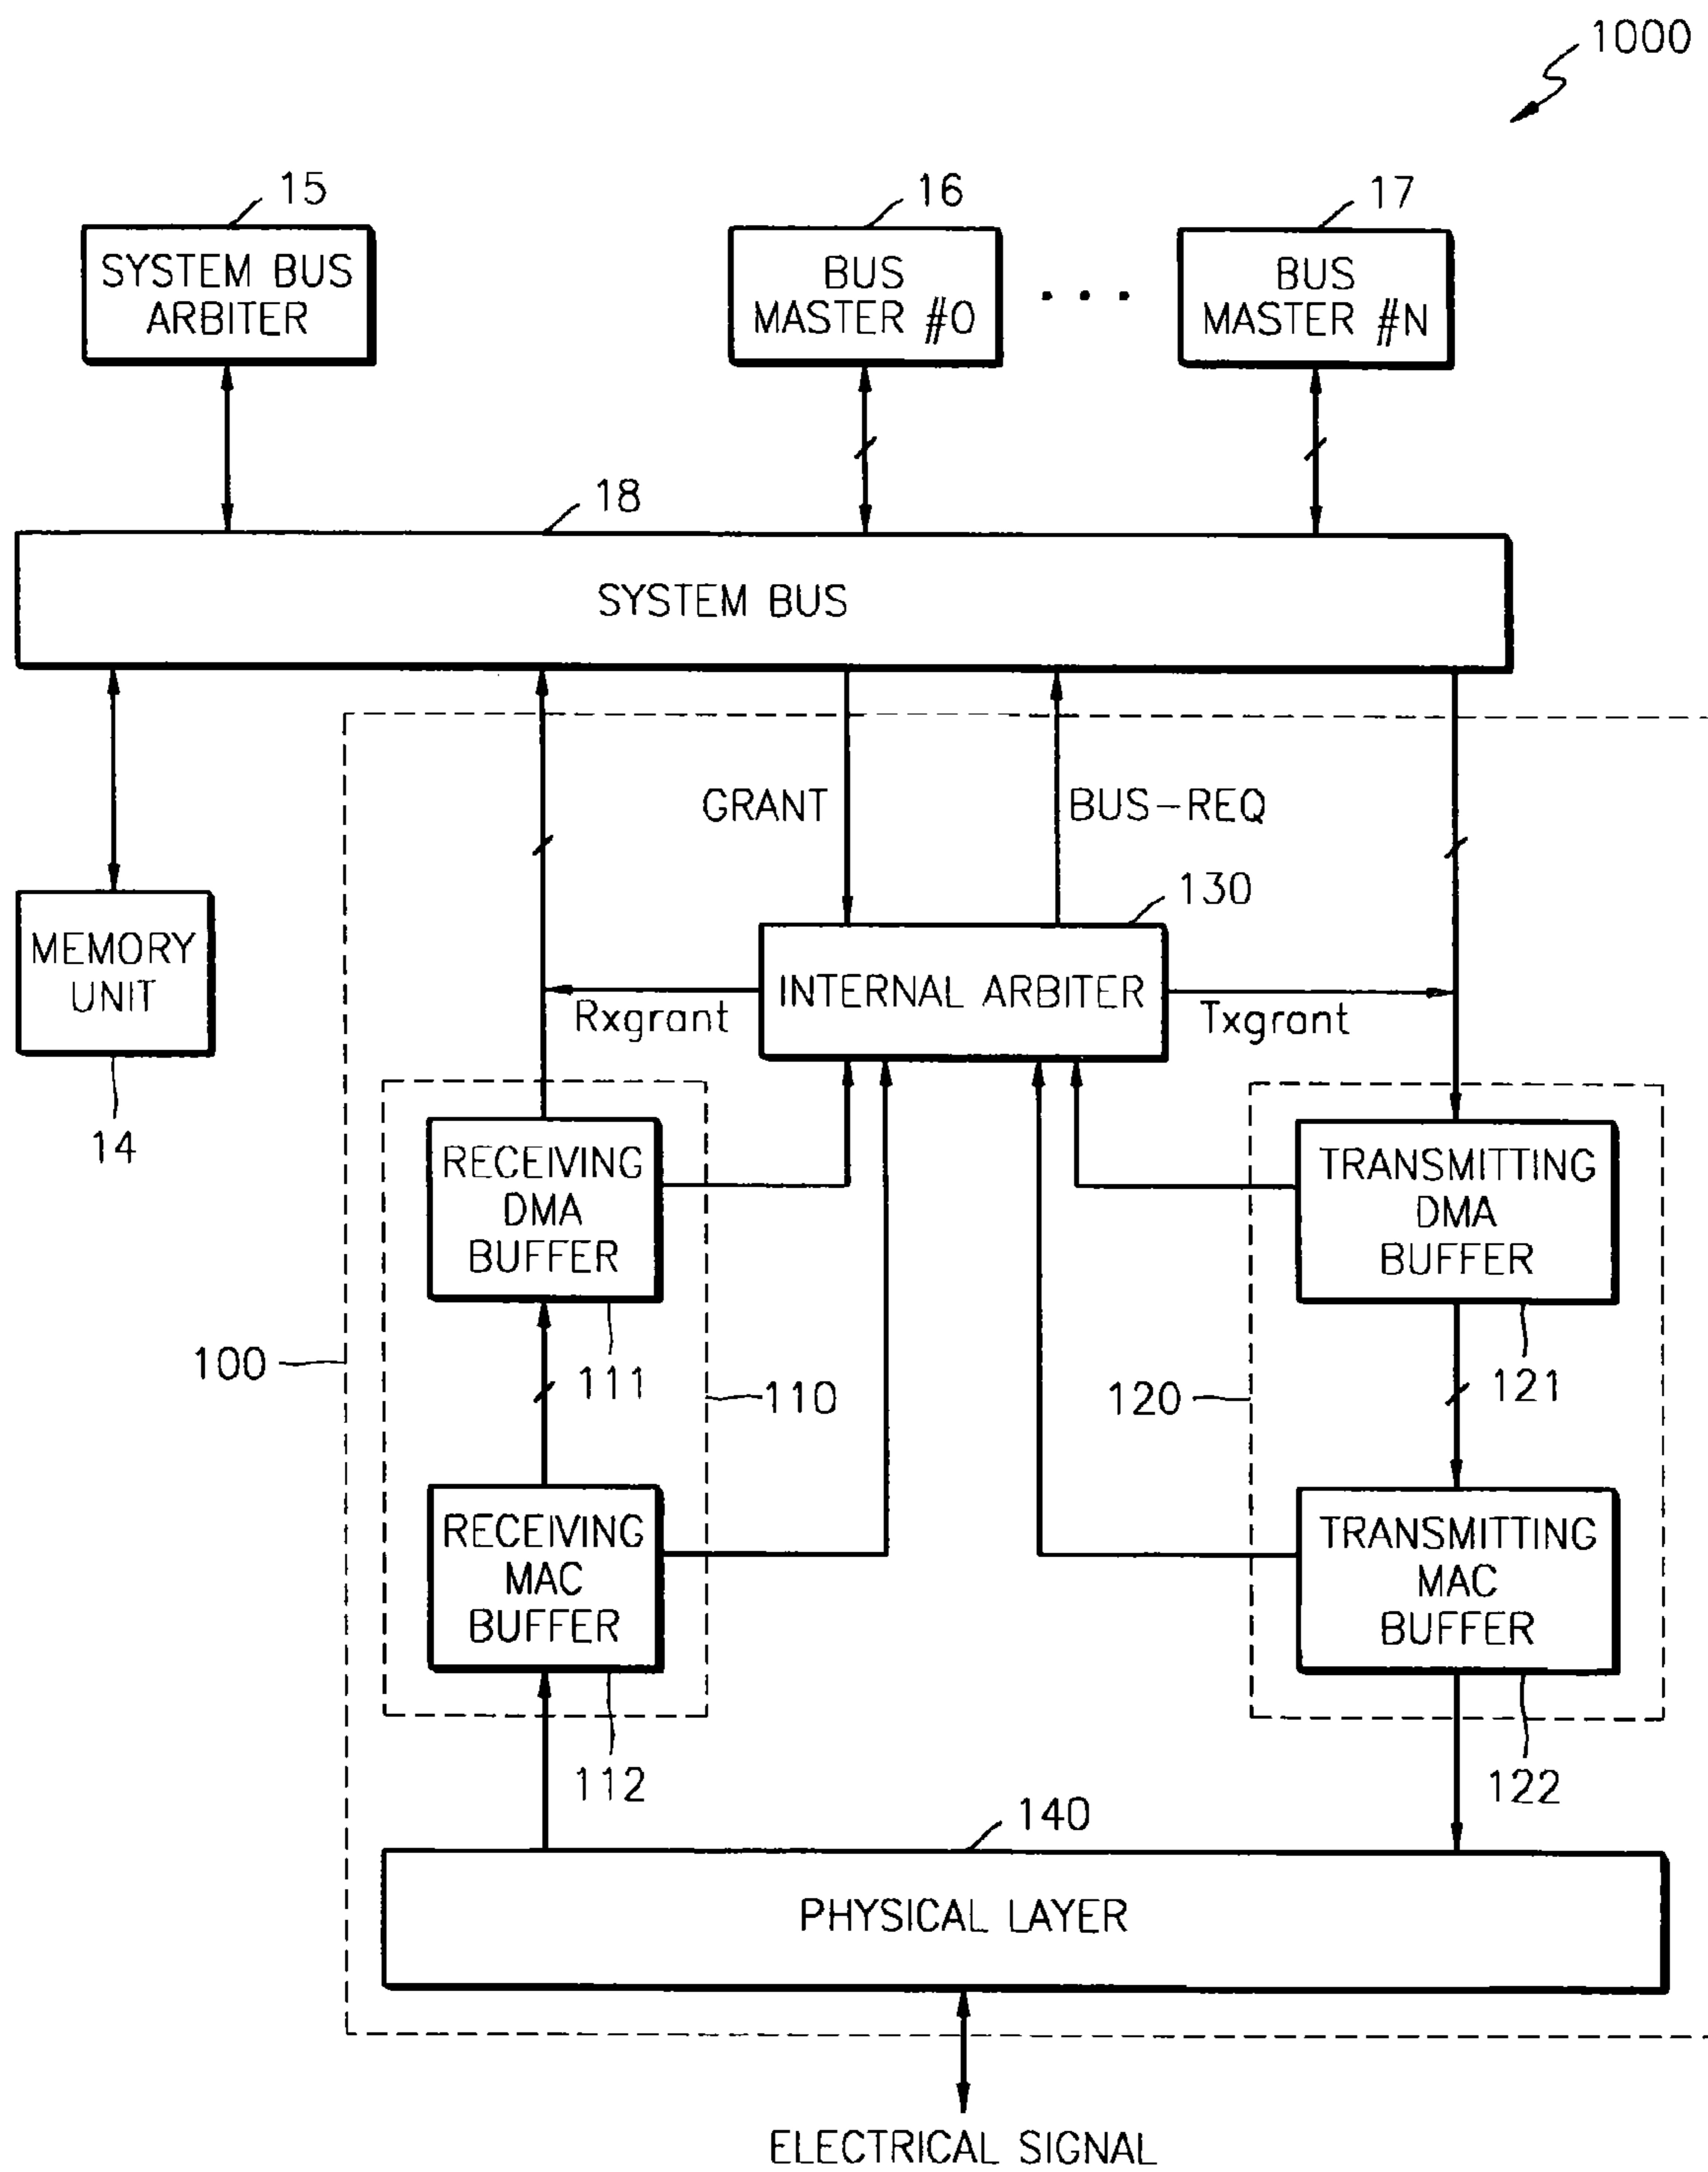 1000
15
16
17
SYSTEM BUS
ARBITER
BUS
MASTER #0
. . .
BUS
MASTER #N
18
SYSTEM BUS
GRANT
BUS-REQ
130
MEMORY
UNIT
INTERNAL ARBITER
Rxgrant
Txgrant
14
RECEIVING
DMA
BUFFER
TRANSMITTING
DMA
BUFFER
100
111
110
120
121
RECEIVING
MAC
BUFFER
TRANSMITTING
MAC
BUFFER
112
122
140
PHYSICAL LAYER
ELECTRICAL SIGNAL